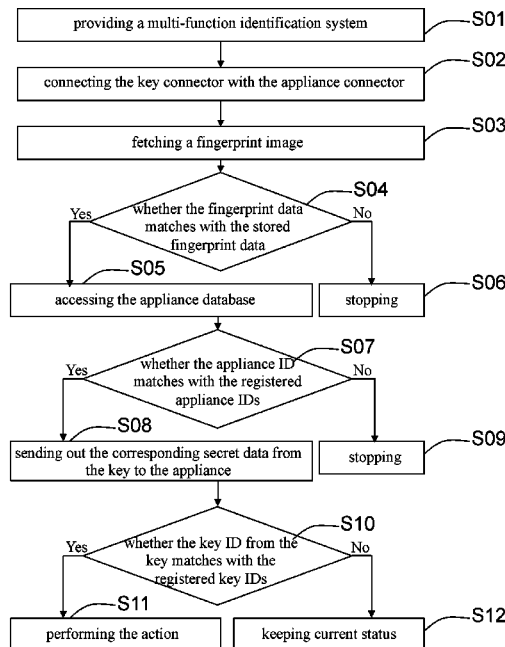 providing a multi-function identification system
S01
connecting the key connector with the appliance connector
S02
fetching a fingerprint image
S03
whether the fingerprint data
matches with the stored
fingerprint data
S04
Yes
No
S05
accessing the appliance database
stopping
S06
whether the appliance ID
matches with the registered
appliance IDs
S07
Yes
No
S08
sending out the corresponding secret data from
the key to the appliance
stopping
S09
whether the key ID from the
key matches with the
registered key IDs
S10
Yes
No
S11
performing the action
keeping current status
S12